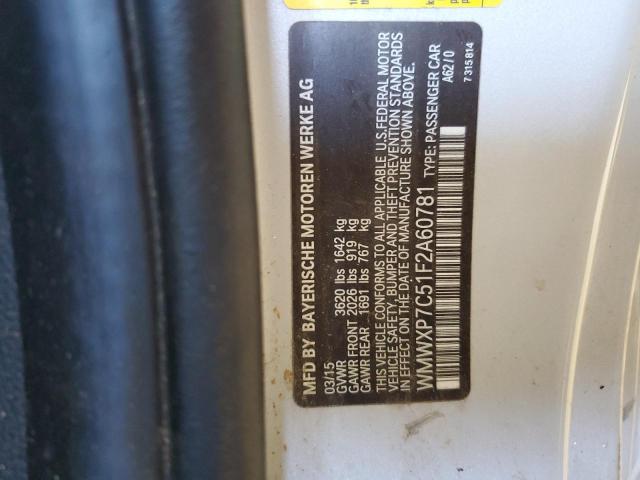 MFD BY BAYERISCHE MOTOREN WERKE AG
03/15
GVWR 3620 lbs 1642 kg
GAWR FRONT 2026 lbs 919 kg
GAWR REAR 1691 lbs 767 kg
THIS VEHICLE CONFORMS TO ALL APPLICABLE U.S.FEDERAL MOTOR
VEHICLE SAFETY, BUMPER AND THEFT PREVENTION STANDARDS
IN EFFECT ON THE DATE OF MANUFACTURE SHOWN ABOVE.
WMWXP7C51F2A60781 TYPE: PASSENGER CAR
A62/0
7 315 814